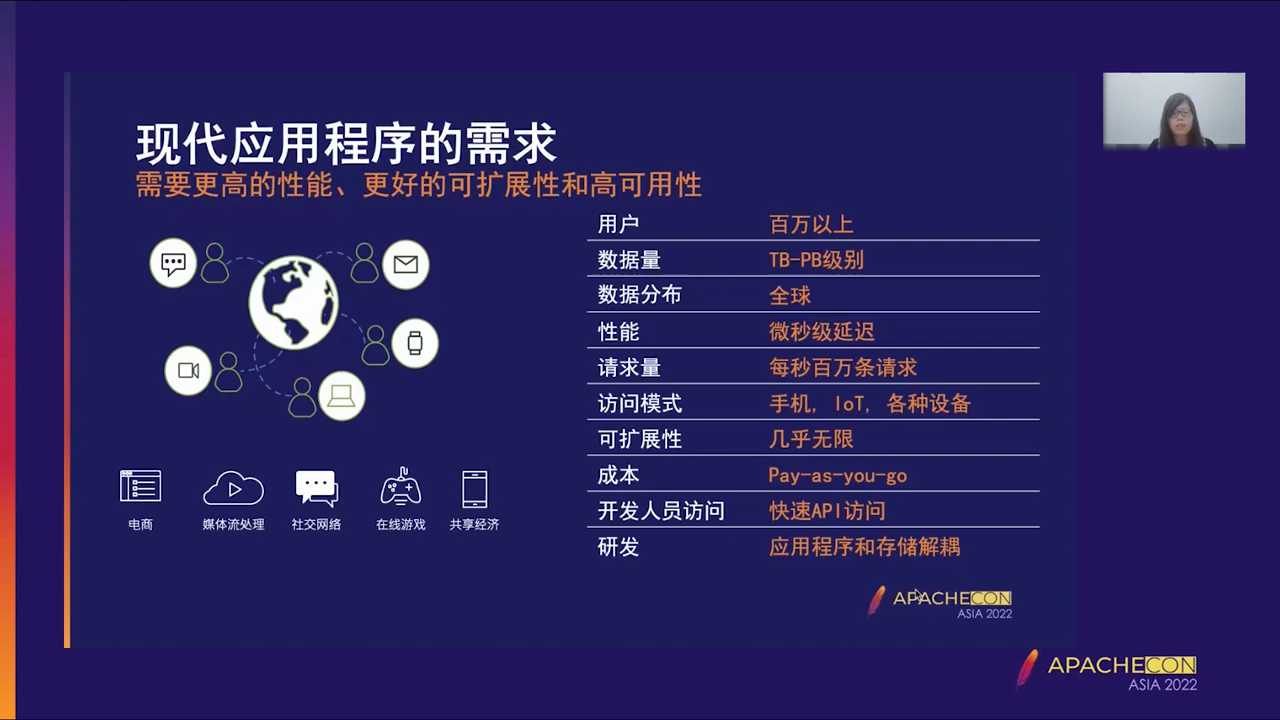 现代应用程序的需求
需要更高的性能、更好的可扩展性和高可用性
用户 百万以上
数据量 TB-PB级别
数据分布 全球
性能 微秒级延迟
请求量 每秒百万条请求
访问模式 手机, IoT, 各种设备
可扩展性 几乎无限
成本 Pay-as-you-go
开发人员访问 快速API访问
研发 应用程序和存储解耦
电商 媒体流处理 社交网络 在线游戏 共享经济
APACHECON
ASIA 2022
APACHECON
ASIA 2022